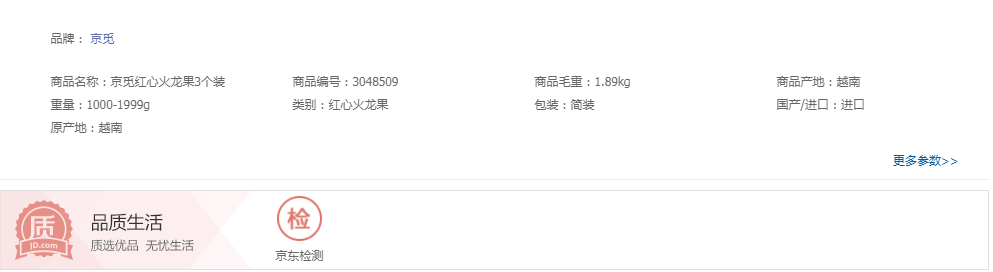 品牌： 京觅
商品名称：京觅红心火龙果3个装 商品编号：3048509 商品毛重：1.89kg 商品产地：越南
重量：1000-1999g 类别：红心火龙果 包装：简装 国产/进口：进口
原产地：越南
更多参数>>
质 JD.com
品质生活
质选优品 无忧生活
检
京东检测